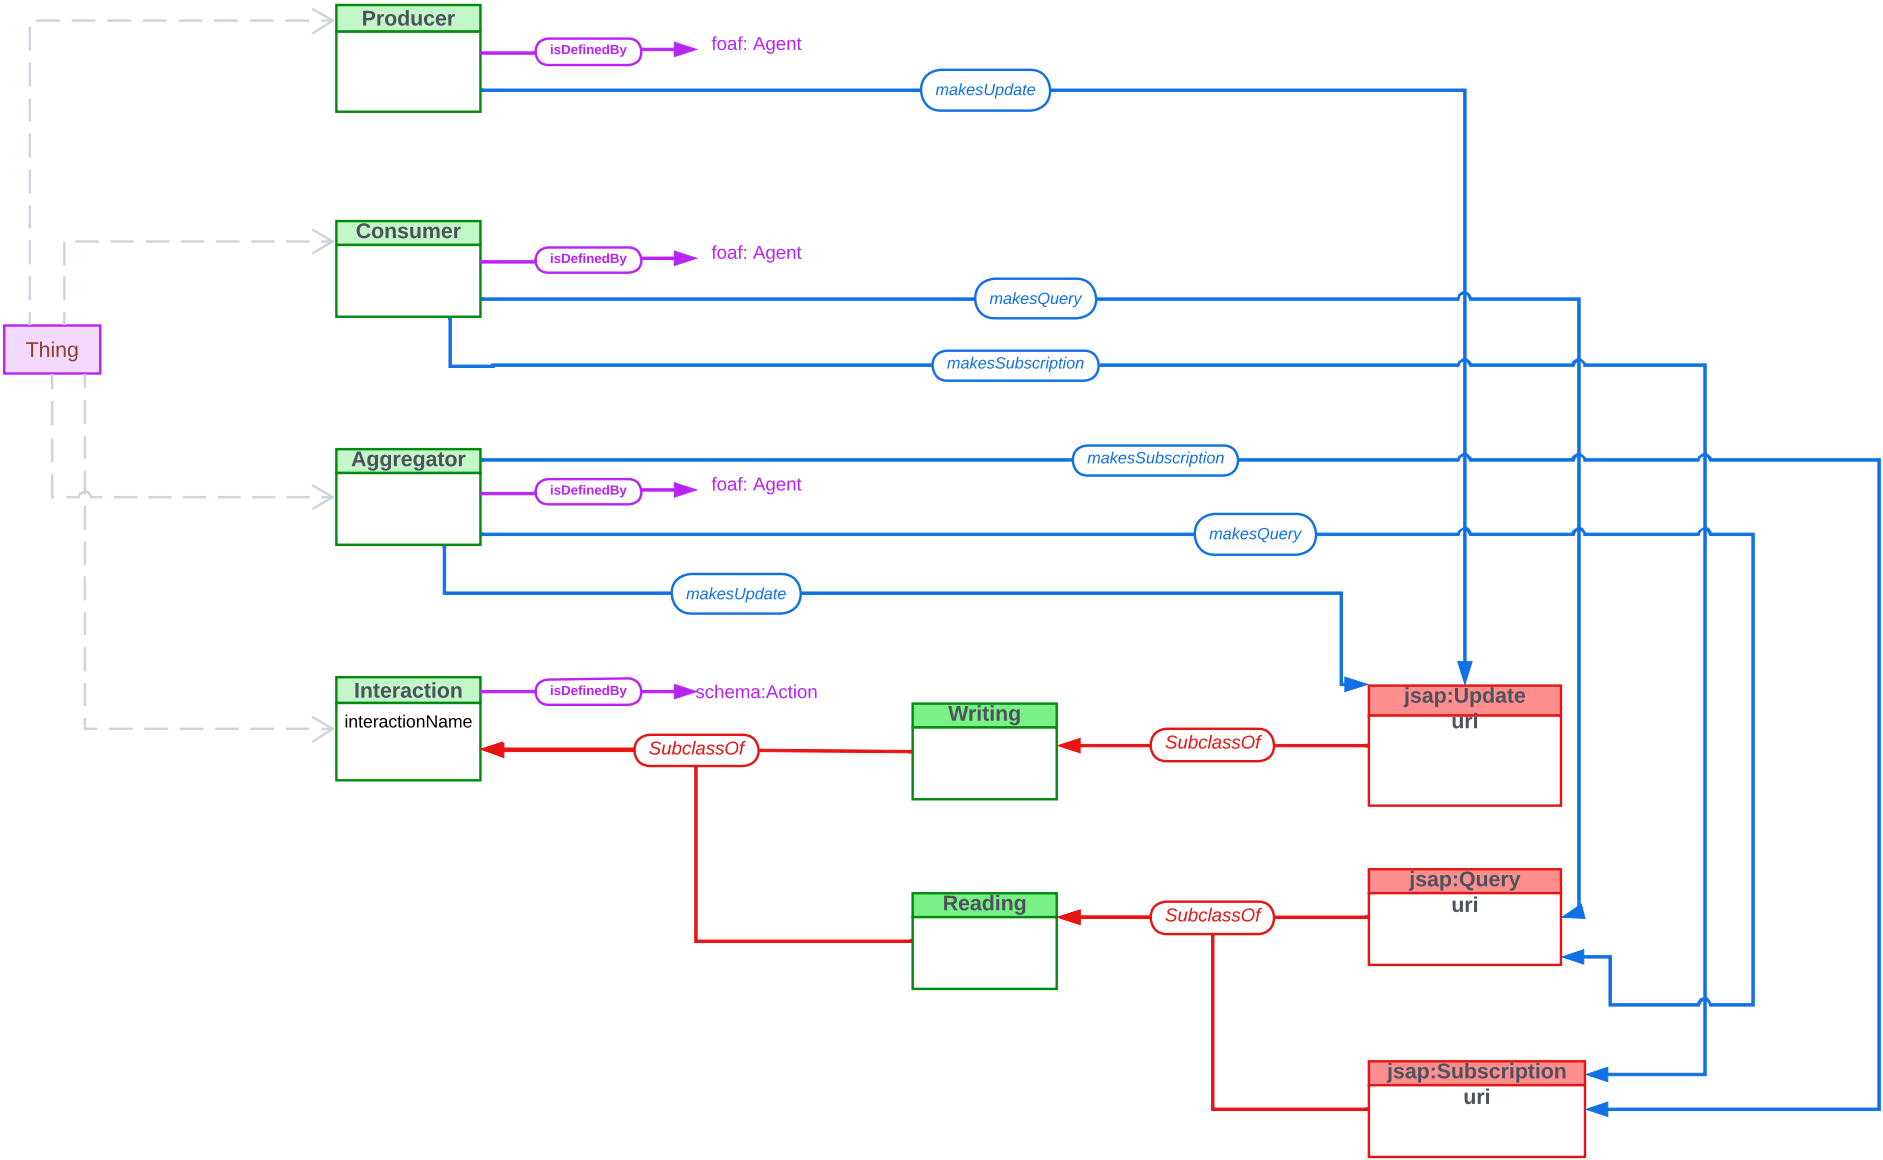 Producer
isDefinedBy
foaf: Agent
makesUpdate
Consumer
isDefinedBy
foaf: Agent
makesQuery
Thing
makesSubscription
Aggregator
makesSubscription
isDefinedBy
foaf: Agent
makesQuery
makesUpdate
Interaction
isDefinedBy
schema:Action
interactionName
SubclassOf
Writing
SubclassOf
jsap:Update
uri
Reading
SubclassOf
jsap:Query
uri
jsap:Subscription
uri